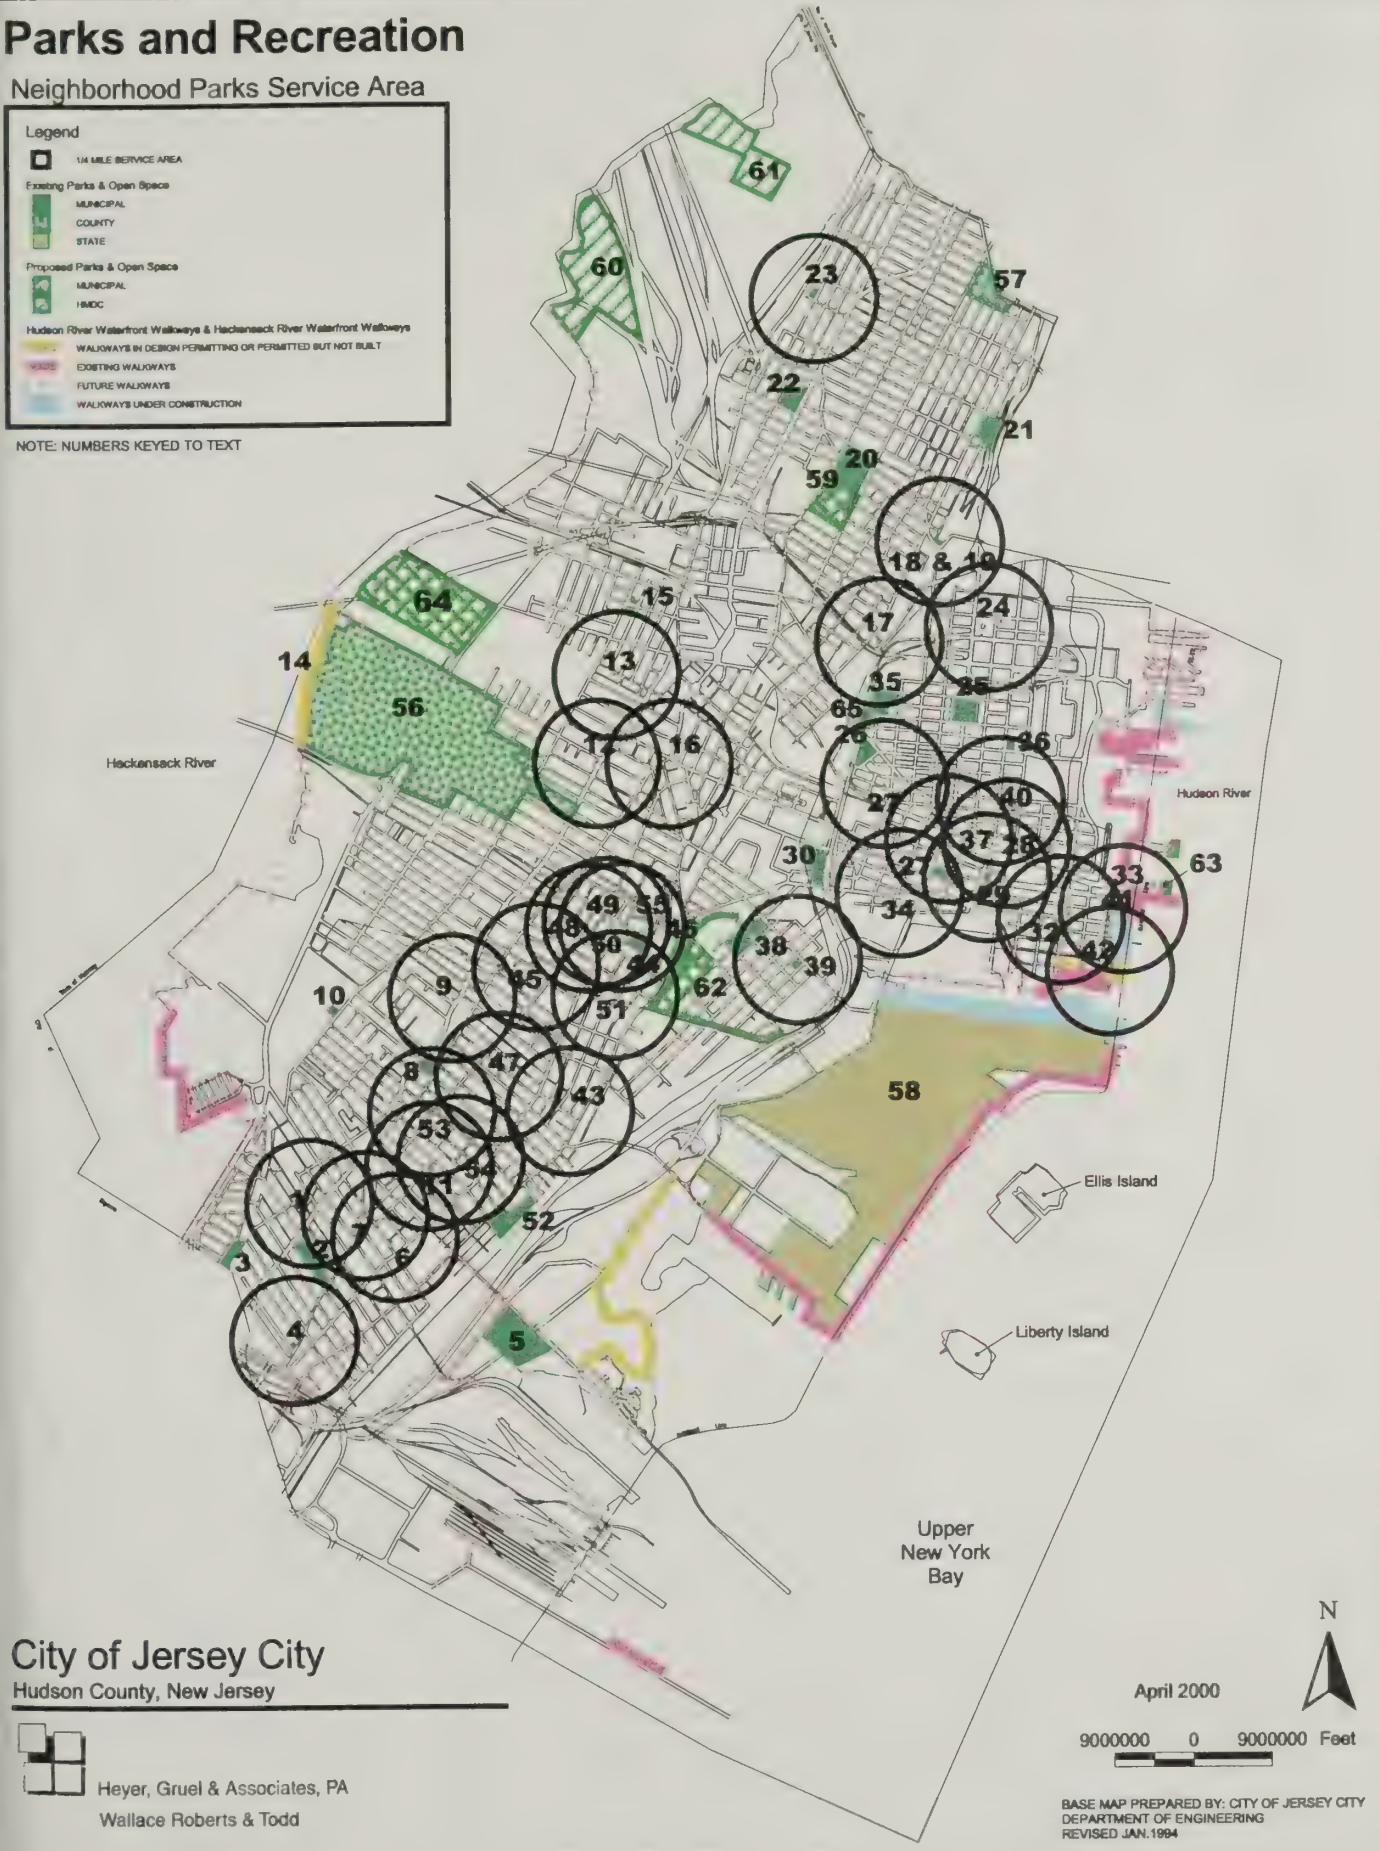 Parks and Recreation
Neighborhood Parks Service Area
Legend
1/4 MILE SERVICE AREA
Existing Parks & Open Space
MUNICIPAL
COUNTY
STATE
Proposed Parks & Open Space
MUNICIPAL
HMDC
Hudson River Waterfront Walkways & Hackensack River Waterfront Walkways
WALKWAYS IN DESIGN PERMITTING OR PERMITTED BUT NOT BUILT
EXISTING WALKWAYS
FUTURE WALKWAYS
WALKWAYS UNDER CONSTRUCTION
NOTE: NUMBERS KEYED TO TEXT
61
60
23
57
22
21
20
59
18 & 19
64
15
24
17
14
13
35
56
65
26
16
Hackensack River
Hudson River
27
40
37
28
30
63
33
27
29
49
55
34
48
32
50
38
42
39
9
45
62
10
51
47
58
8
43
53
54
11
Ellis Island
1
52
7
2
6
3
4
5
Liberty Island
Upper
New York
Bay
N
City of Jersey City
Hudson County, New Jersey
April 2000
9000000 0 9000000 Feet
Heyer, Gruel & Associates, PA
Wallace Roberts & Todd
BASE MAP PREPARED BY: CITY OF JERSEY CITY
DEPARTMENT OF ENGINEERING
REVISED JAN.1994